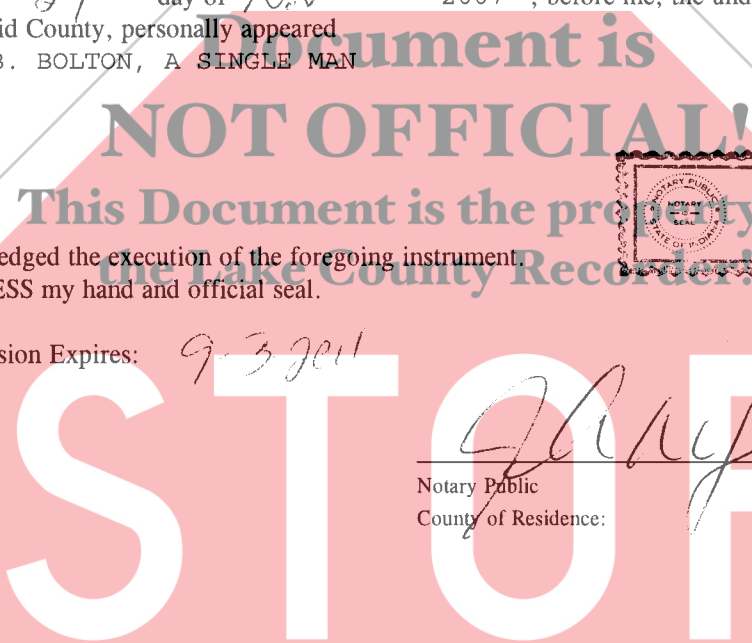 day of Nov 2007, before me, the und
id County, personally appeared
Document is
B. BOLTON, A SINGLE MAN
NOT OFFICIAL!
NOTARY PUBLIC
NOTARY
SEAL
STATE OF INDIANA
This Document is the property
edged the execution of the foregoing instrument.
the Lake County Recorder!
ESS my hand and official seal.
sion Expires: 9-3-2011
STOP
Notary Public
County of Residence: